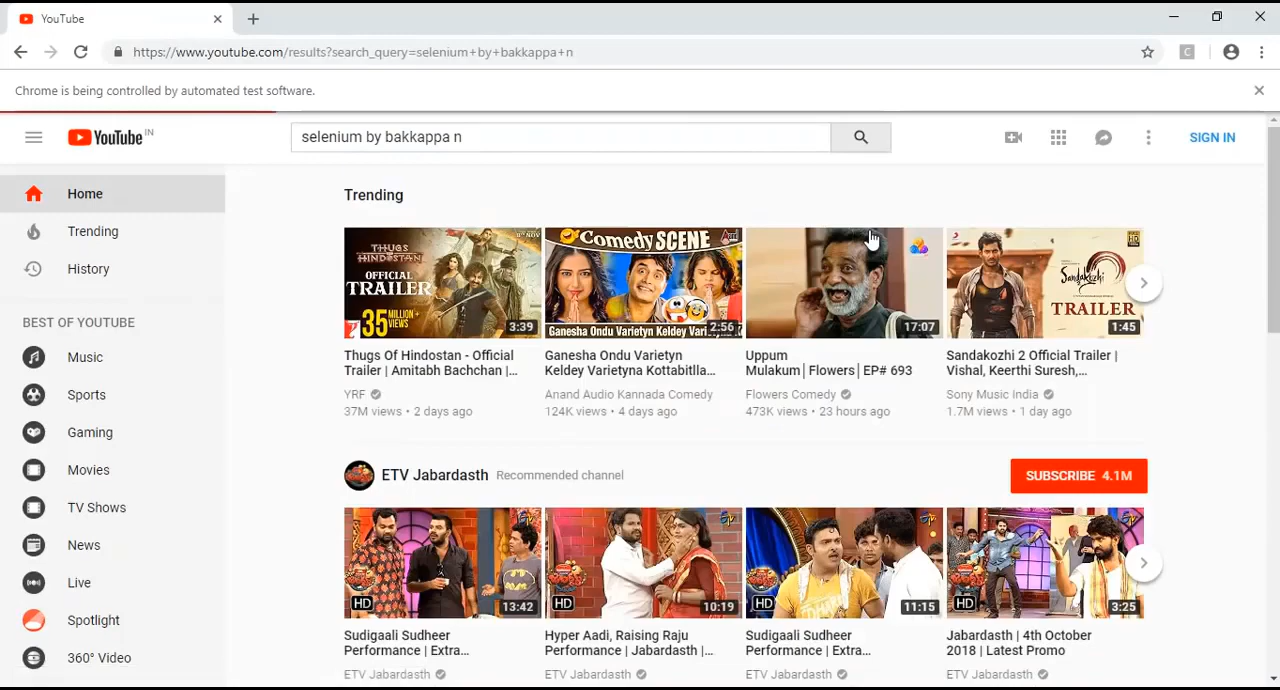 YouTube
https://www.youtube.com/results?search_query=selenium+by+bakkappa+n
Chrome is being controlled by automated test software.
YouTube IN
selenium by bakkappa n
SIGN IN
Home
Trending
History
BEST OF YOUTUBE
Music
Sports
Gaming
Movies
TV Shows
News
Live
Spotlight
360° Video
Trending
THUGS OF HINDOSTAN
OFFICIAL
TRAILER
35 MILLION+
VIEWS
3:39
Comedy SCENE
Ganesha Ondu Varietyn Keldey Vari
2:56
17:07
Sandakozhi 2
TRAILER
1:45
Thugs Of Hindostan - Official
Trailer | Amitabh Bachchan |...
YRF
37M views • 2 days ago
Ganesha Ondu Varietyn
Keldey Varietyna Kottabitlla...
Anand Audio Kannada Comedy
124K views • 4 days ago
Uppum
Mulakum│Flowers│EP# 693
Flowers Comedy
473K views • 23 hours ago
Sandakozhi 2 Official Trailer |
Vishal, Keerthi Suresh,...
Sony Music India
1.7M views • 1 day ago
ETV Jabardasth Recommended channel
SUBSCRIBE 4.1M
HD
13:42
HD
10:19
HD
11:15
HD
3:25
Sudigaali Sudheer
Performance | Extra...
ETV Jabardasth
Hyper Aadi, Raising Raju
Performance | Jabardasth |...
ETV Jabardasth
Sudigaali Sudheer
Performance | Extra...
ETV Jabardasth
Jabardasth | 4th October
2018 | Latest Promo
ETV Jabardasth